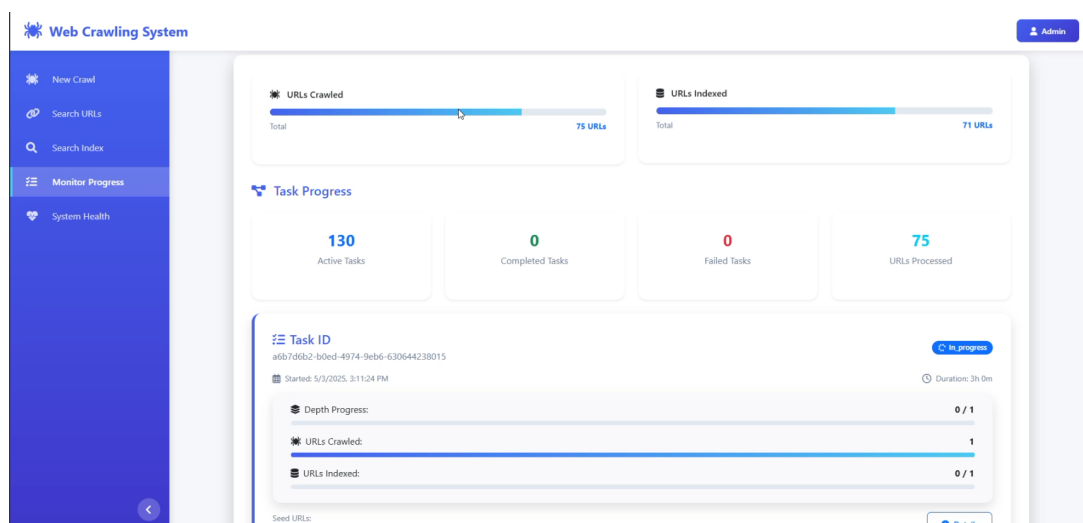 Web Crawling System
Admin
New Crawl
Search URLs
Search Index
Monitor Progress
System Health
URLs Crawled
Total 75 URLs
URLs Indexed
Total 71 URLs
Task Progress
130
Active Tasks
0
Completed Tasks
0
Failed Tasks
75
URLs Processed
Task ID
In_progress
a6b7d6b2-b0ed-4974-9eb6-630644238015
Started: 5/3/2025, 3:11:24 PM
Duration: 3h 0m
Depth Progress: 0 / 1
URLs Crawled: 1
URLs Indexed: 0 / 1
Seed URLs: